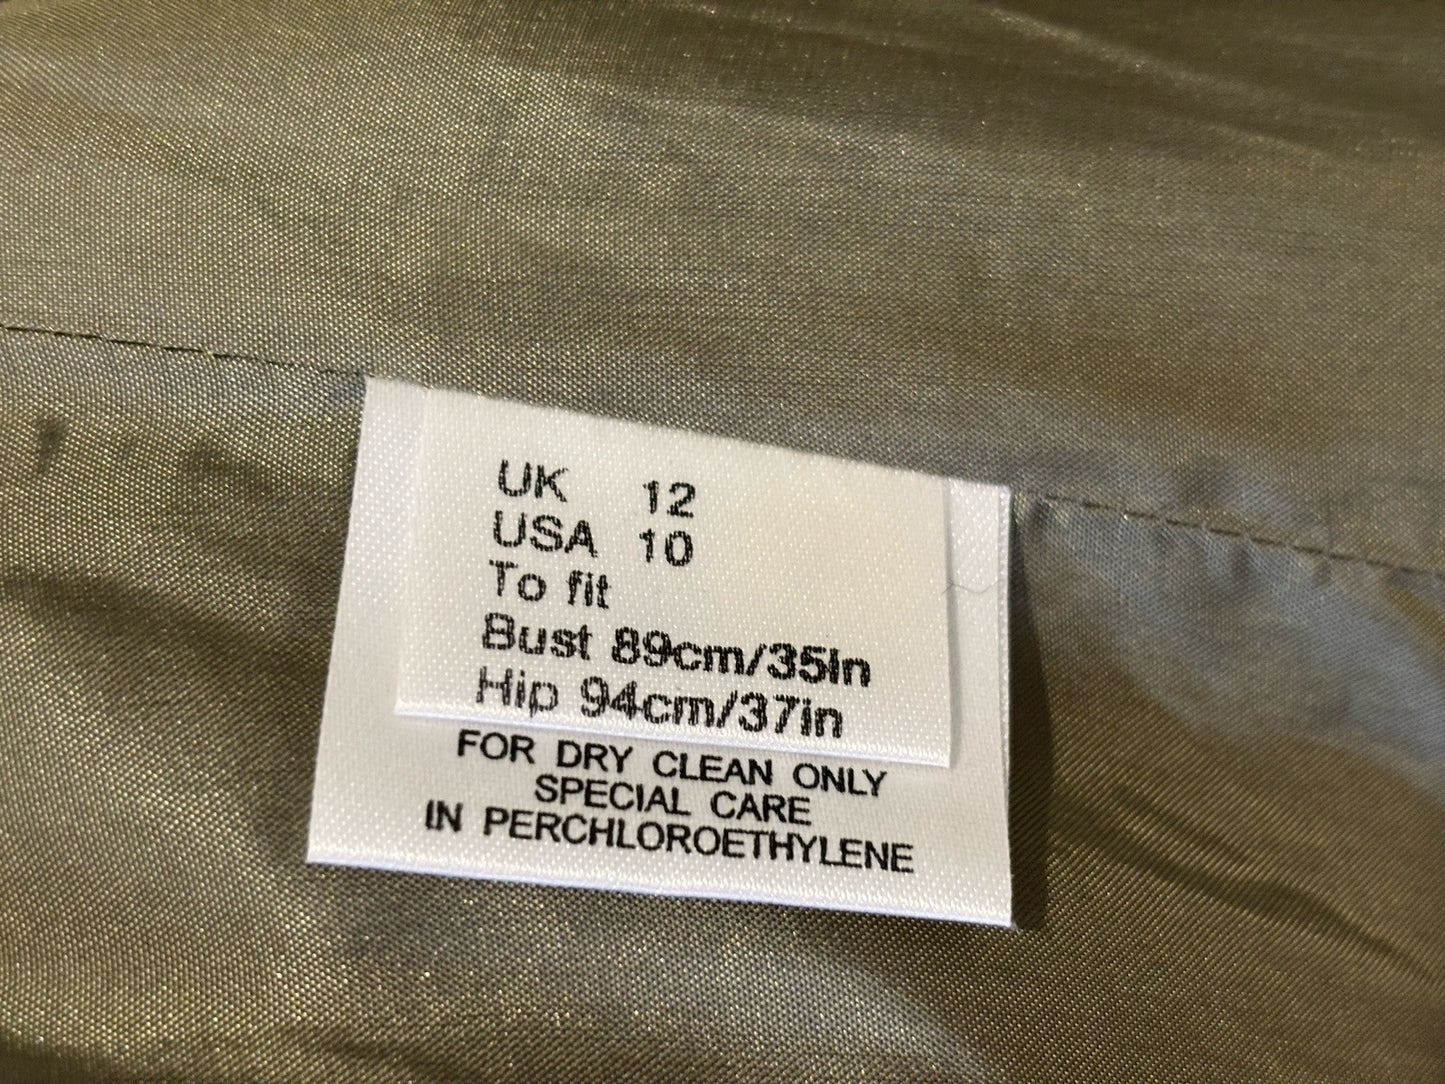 UK 12
USA 10
To fit
Bust 89cm/35in
Hip 94cm/37in
FOR DRY CLEAN ONLY
SPECIAL CARE
IN PERCHLOROETHYLENE